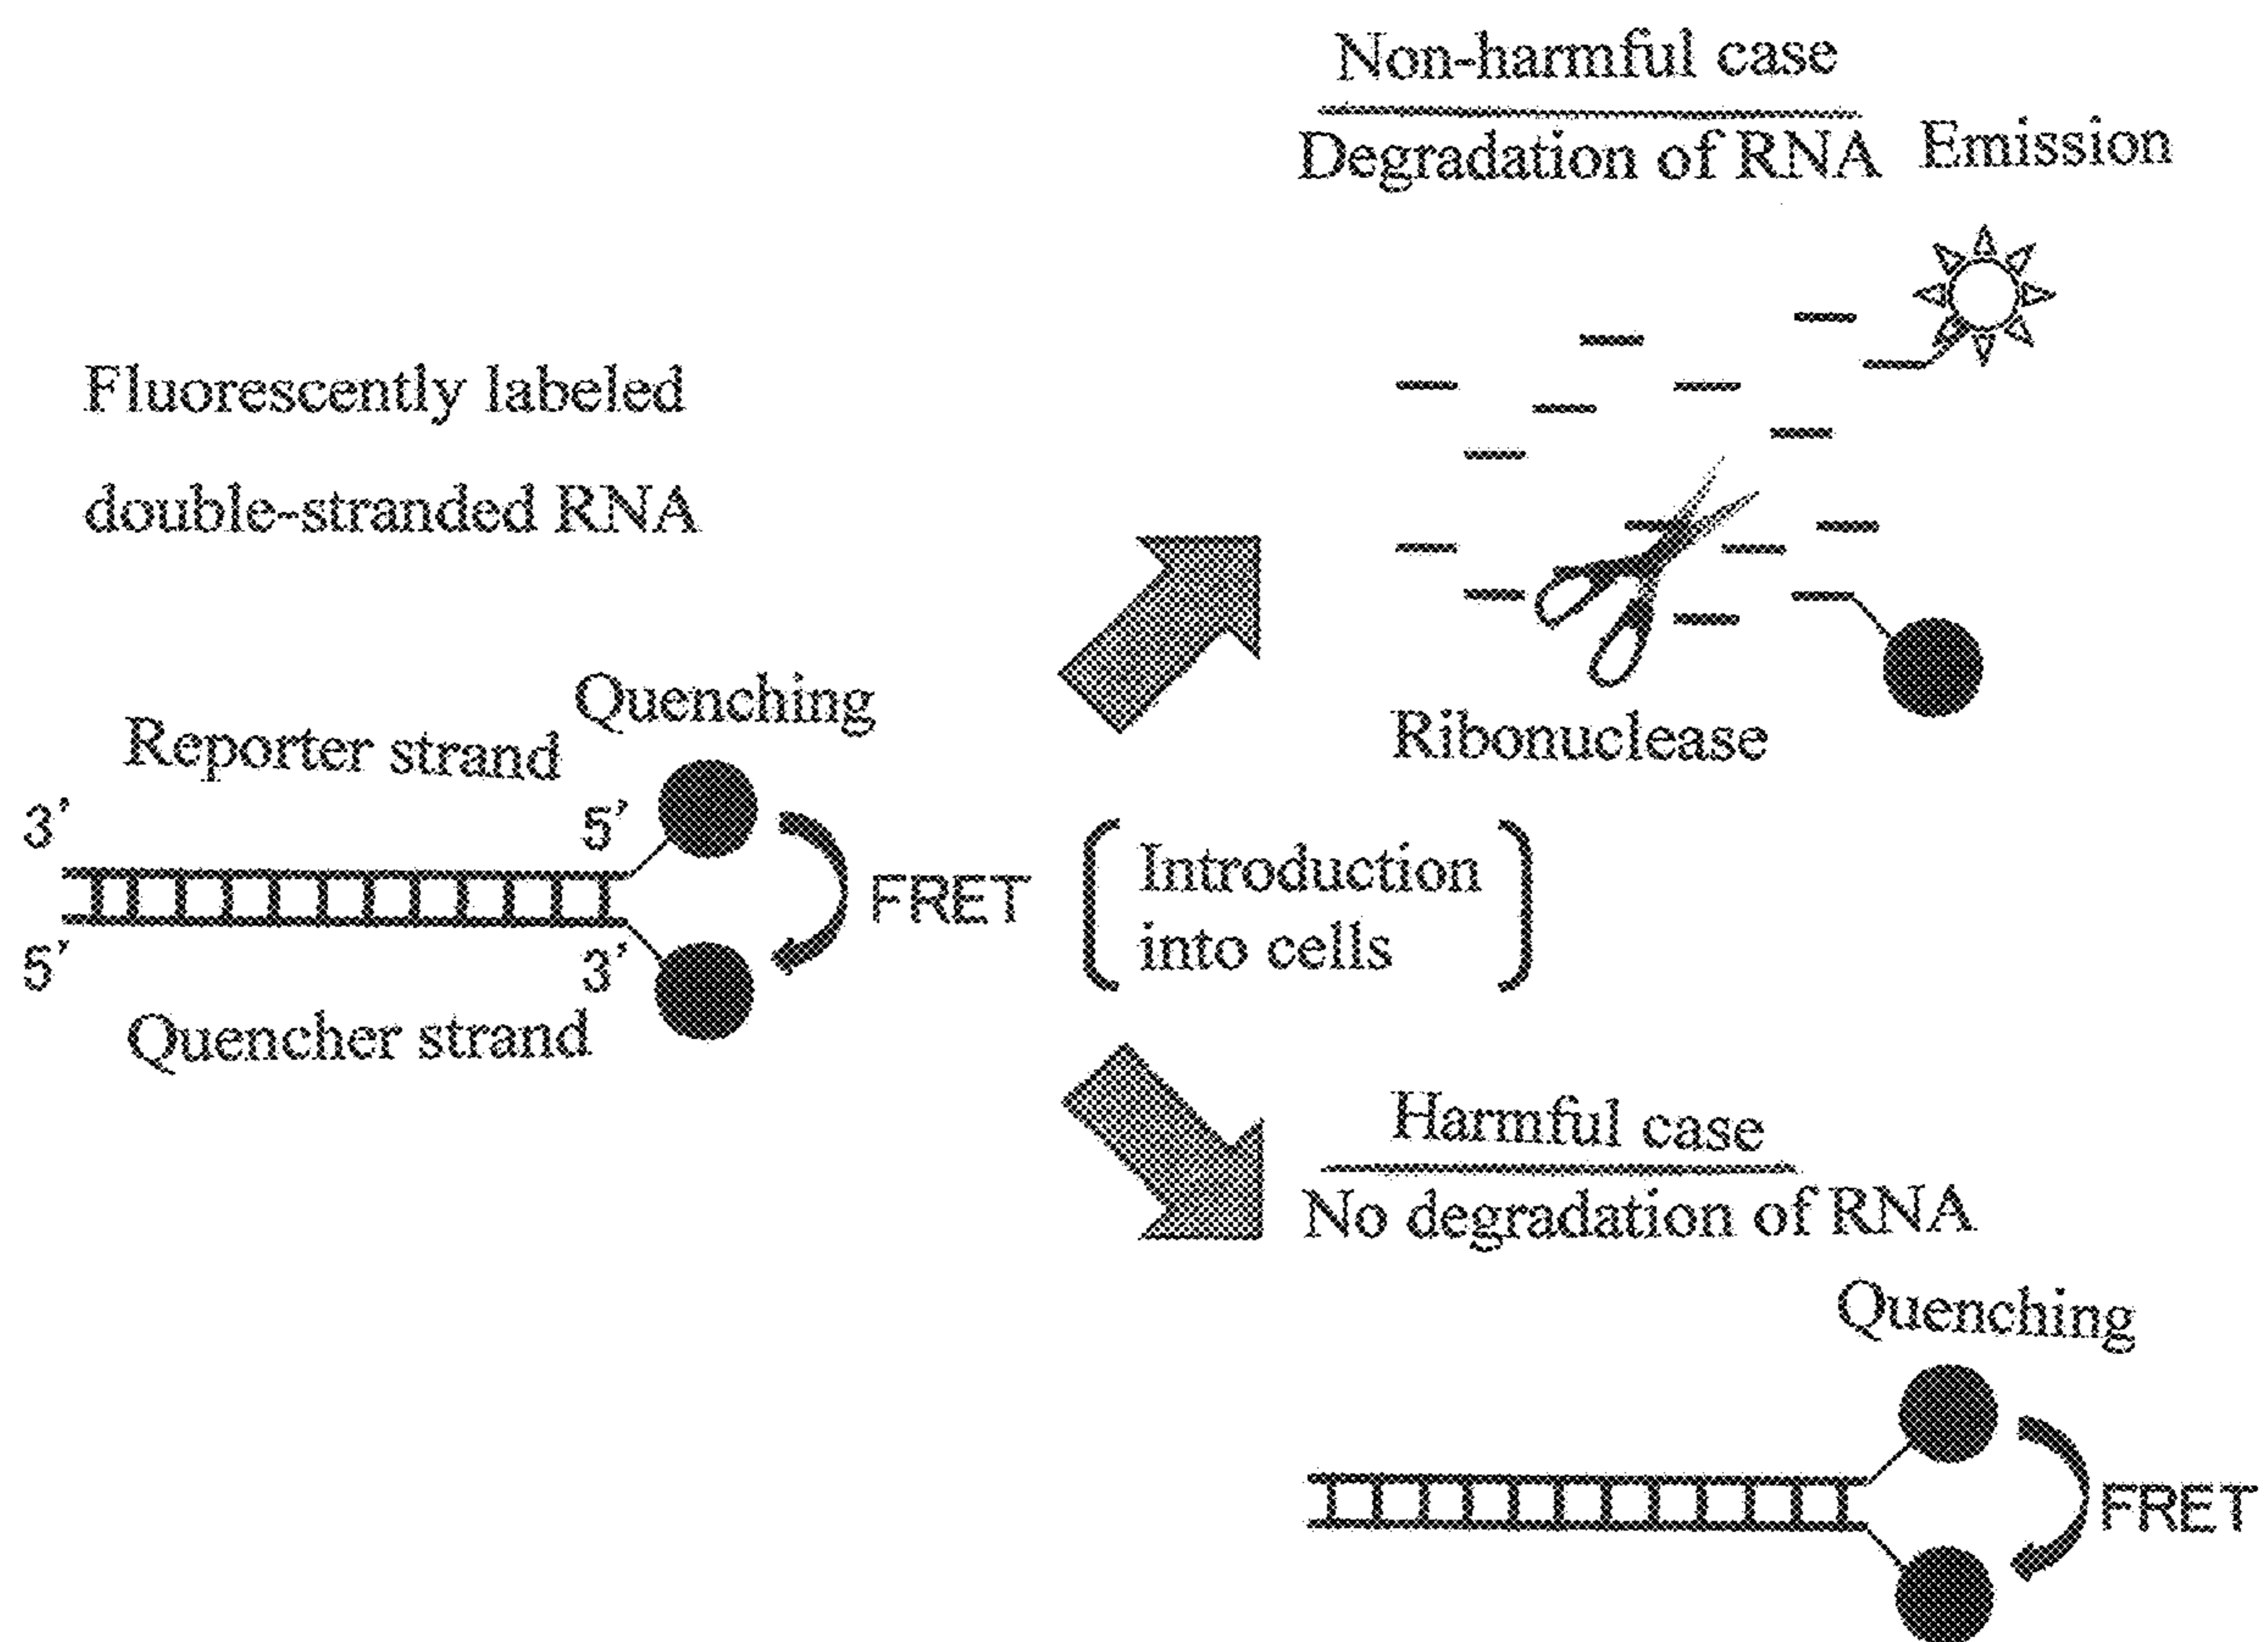 Non-harmful case
Degradation of RNA
Emission
Fluorescently labeled
double-stranded RNA
Ribonuclease
Quenching
Reporter strand
3′
5′
FRET
5′
3′
Quencher strand
Introduction
into cells
Harmful case
No degradation of RNA
Quenching
FRET